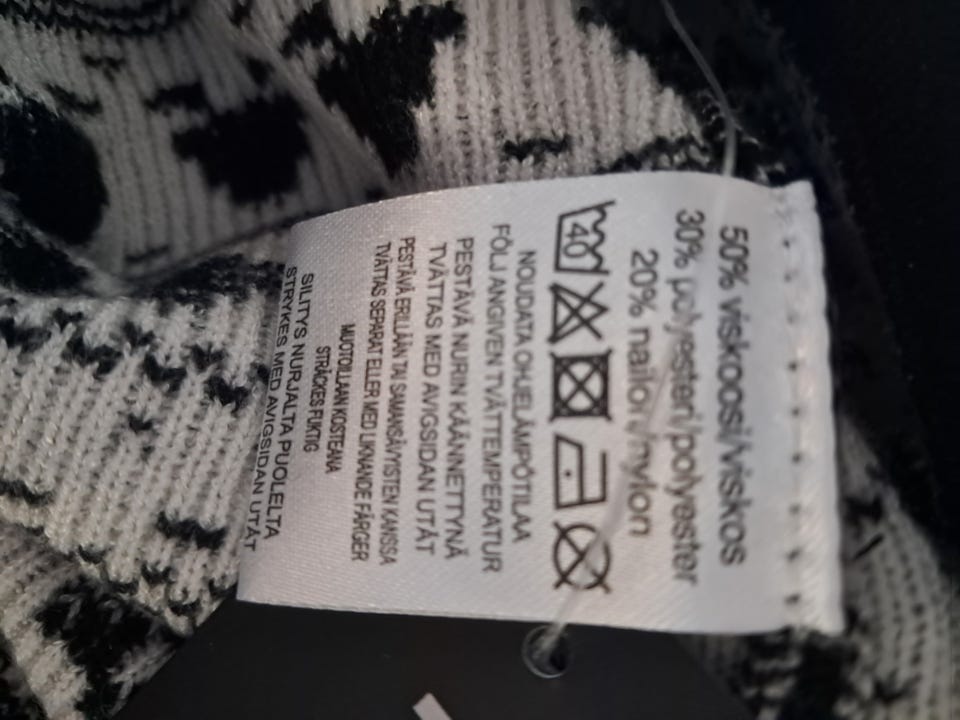 50% viskoosi/viskos
30% polyesteri/polyester
20% nailon/nylon
40
NOUDATA OHJELÄMPÖTILAA
FÖLJ ANGIVEN TVÄTTEMPERATUR
PESTÄVÄ NURIN KÄÄNNETTYNÄ
TVÄTTAS MED AVIGSIDAN UTÅT
PESTÄVÄ ERILLÄÄN TAI SAMANSÄVYISTEN KANSSA
TVÄTTAS SEPARAT ELLER MED LIKNANDE FÄRGER
MUOTOILLAAN KOSTEANA
STRÄCKES FUKTIG
SILITYS NURJALTA PUOLELTA
STRYKES MED AVIGSIDAN UTÅT